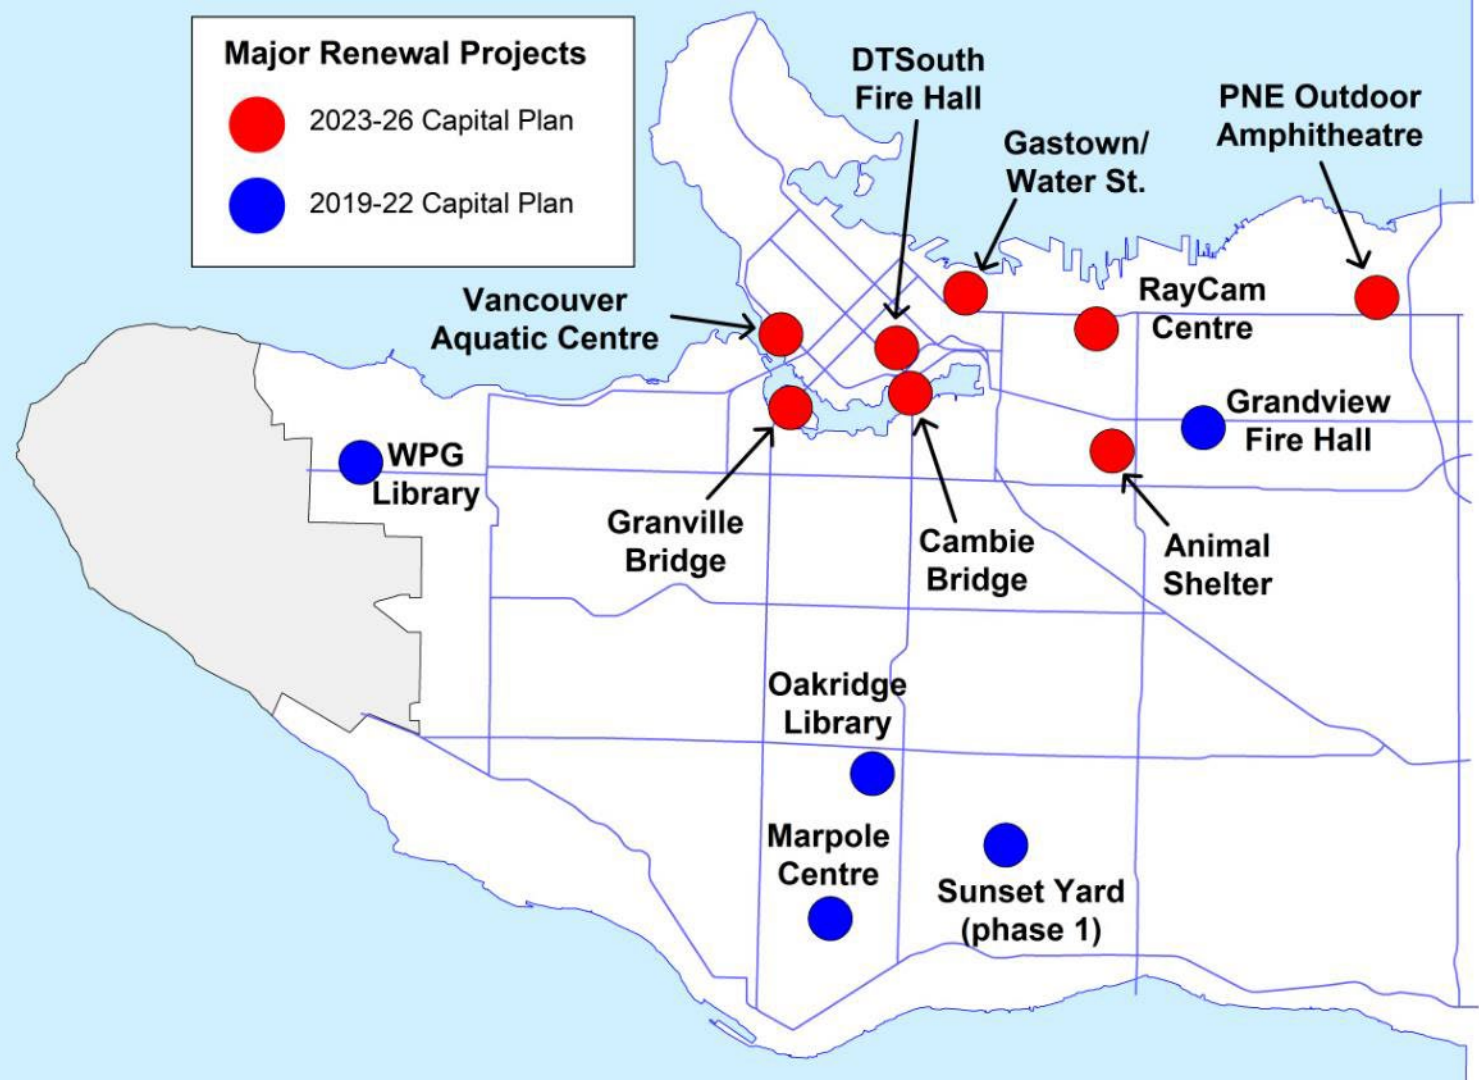 Major Renewal Projects
2023-26 Capital Plan
2019-22 Capital Plan
DTSouth
Fire Hall
Gastown/
Water St.
PNE Outdoor
Amphitheatre
Vancouver
Aquatic Centre
RayCam
Centre
Grandview
Fire Hall
WPG
Library
Granville
Bridge
Cambie
Bridge
Animal
Shelter
Oakridge
Library
Marpole
Centre
Sunset Yard
(phase 1)